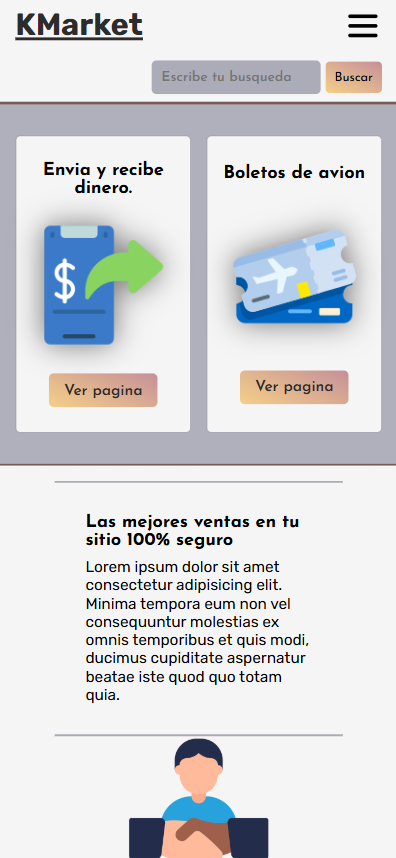 KMarket
Escribe tu busqueda
Buscar
Envia y recibe
dinero.
$
Ver pagina
Boletos de avion
Ver pagina
Las mejores ventas en tu
sitio 100% seguro
Lorem ipsum dolor sit amet
consectetur adipisicing elit.
Minima tempora eum non vel
consequuntur molestias ex
omnis temporibus et quis modi,
ducimus cupiditate aspernatur
beatae iste quod quo totam
quia.